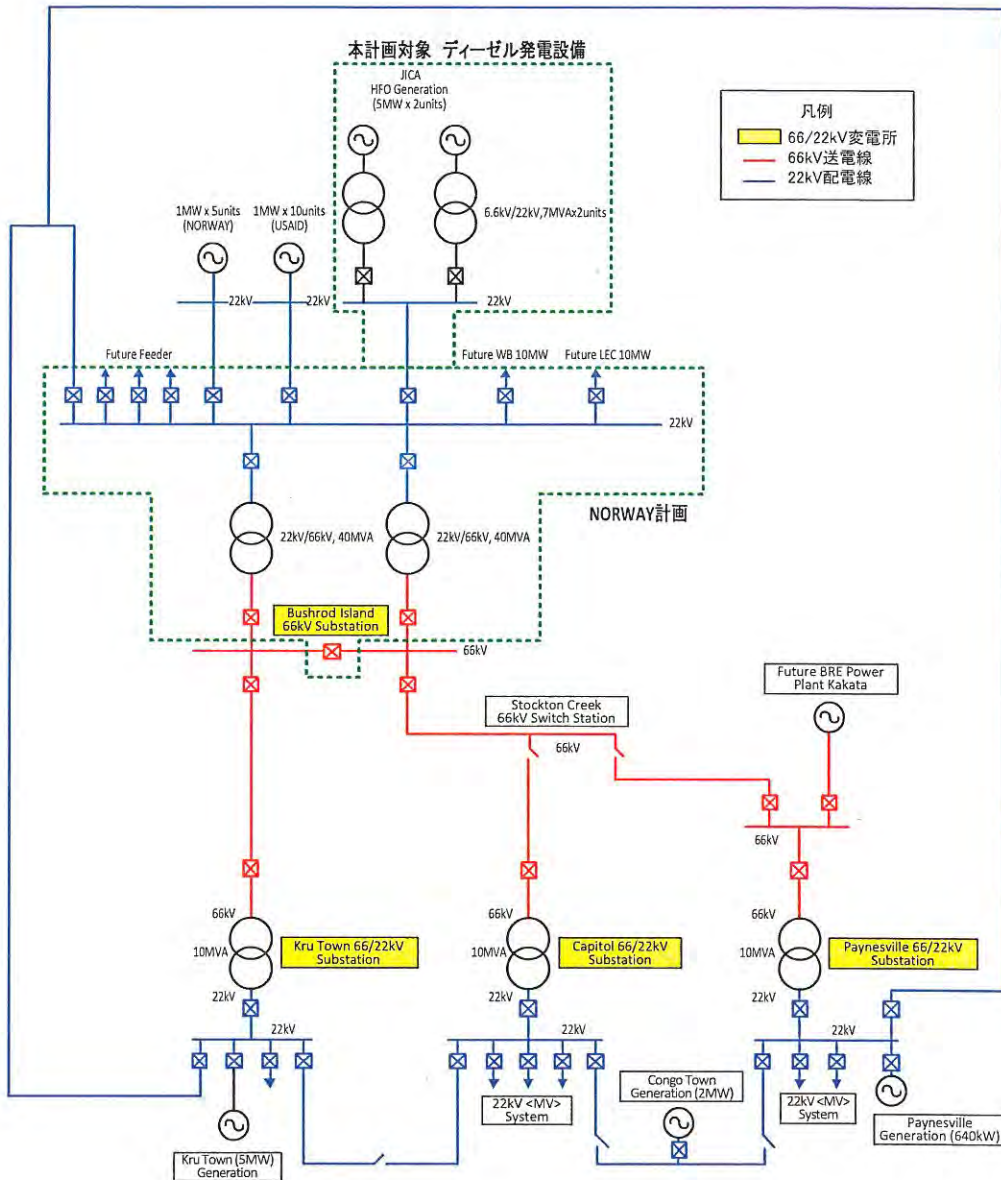 本計画対象 ディーゼル発電設備
JICA
HFO Generation
(5MW x 2units)
凡例
66/22kV変電所
66kV送電線
22kV配電線
1MW x 5units
(NORWAY)
1MW x 10units
(USAID)
6.6kV/22kV,7MVAx2units
22kV
22kV
22kV
Future Feeder
Future WB 10MW
Future LEC 10MW
22kV
NORWAY計画
22kV/66kV, 40MVA
22kV/66kV, 40MVA
Bushrod Island
66kV Substation
66kV
Future BRE Power
Plant Kakata
Stockton Creek
66kV Switch Station
66kV
66kV
66kV
10MVA
22kV
Kru Town 66/22kV
Substation
66kV
10MVA
22kV
Capitol 66/22kV
Substation
66kV
10MVA
22kV
Paynesville 66/22kV
Substation
22kV
22kV
22kV
Kru Town (5MW)
Generation
22kV <MV>
System
Congo Town
Generation (2MW)
22kV <MV>
System
Paynesville
Generation (640kW)